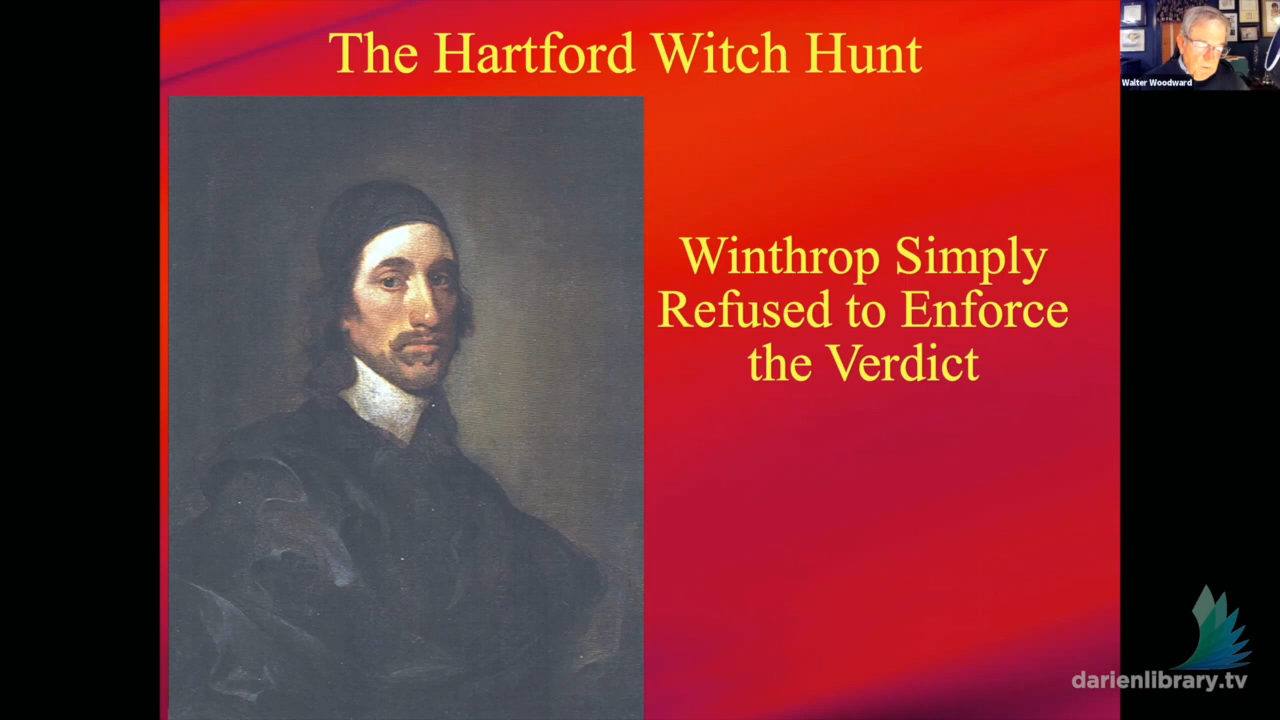 The Hartford Witch Hunt
Walter Woodward
Winthrop Simply
Refused to Enforce
the Verdict
darienlibrary.tv